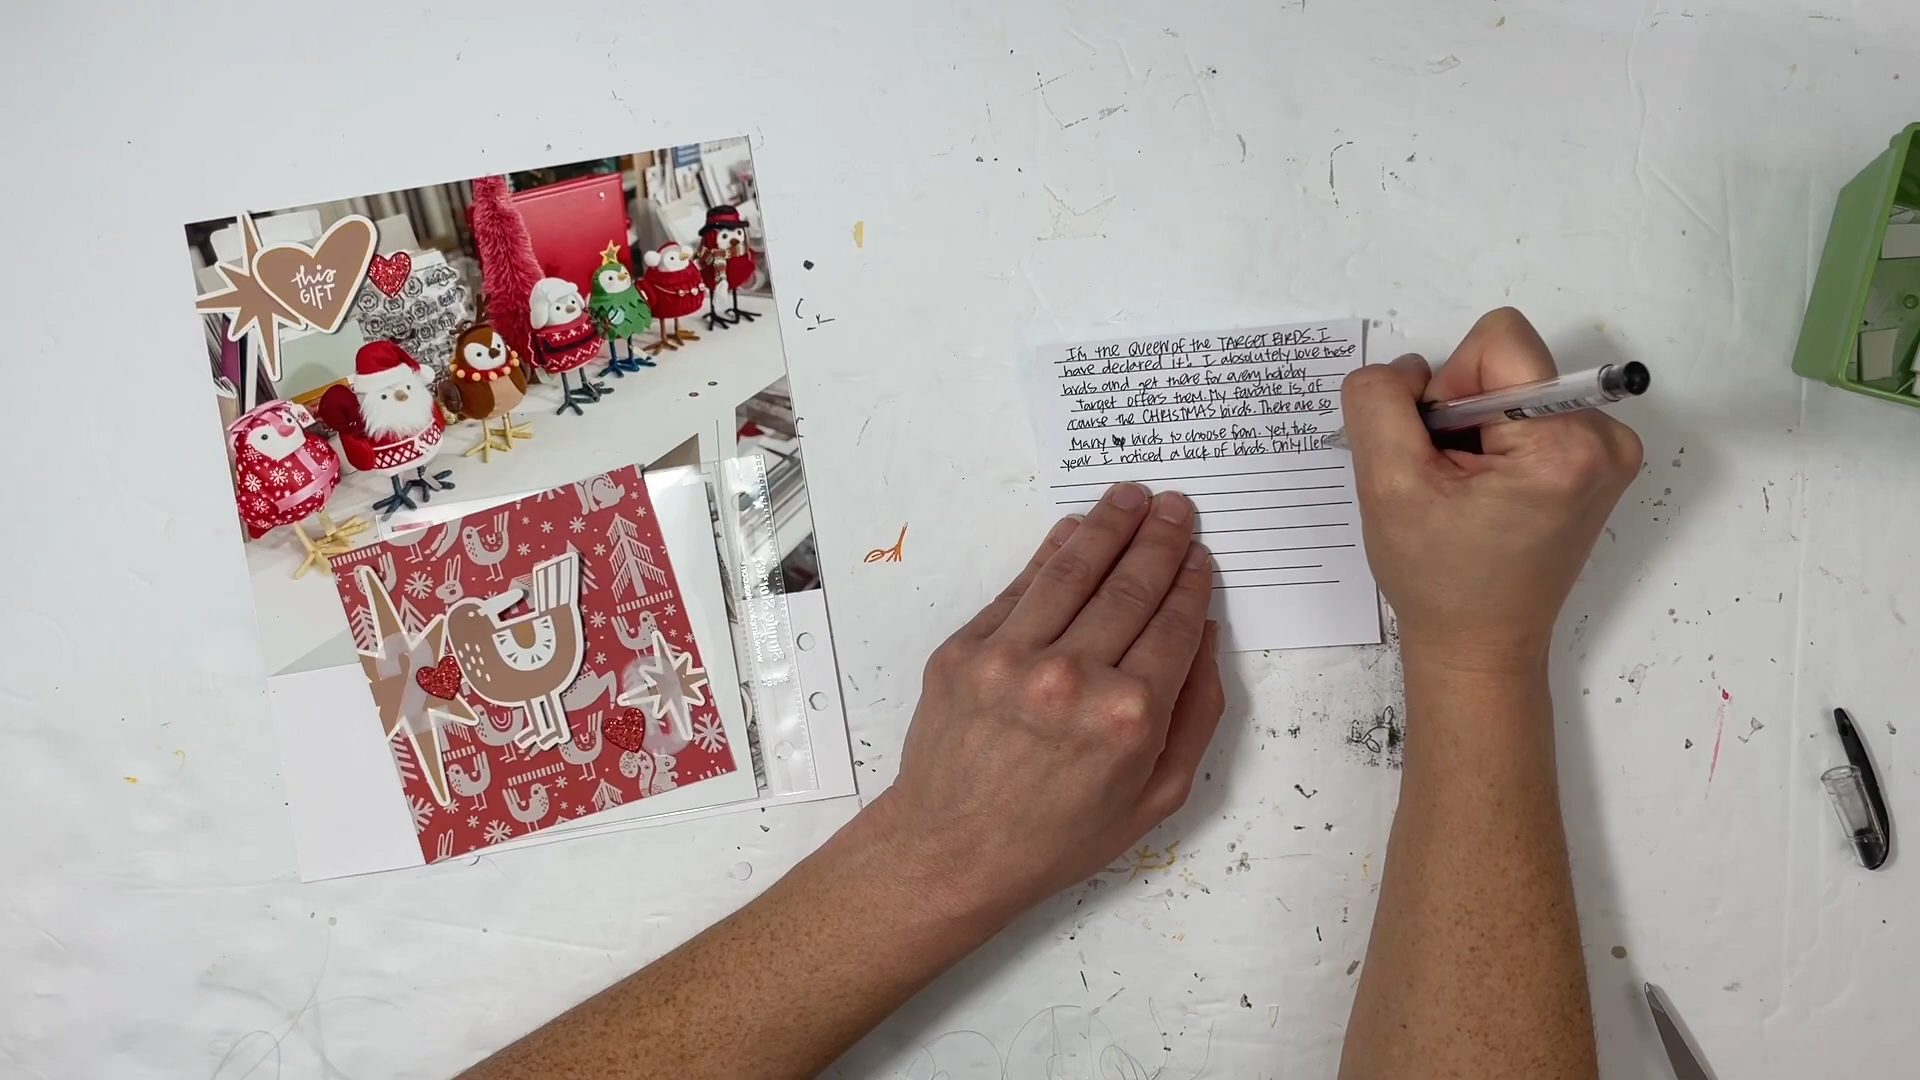 this
GIFT
I'm the QUEEN of the TARGET BIRDS. I
have declared it! I absolutely love these
birds and get there for every holiday
Target offers them. My favorite is, of
course the CHRISTMAS birds. There are so
many birds to choose from. Yet, this
year I noticed a lack of birds. Only 1 lef